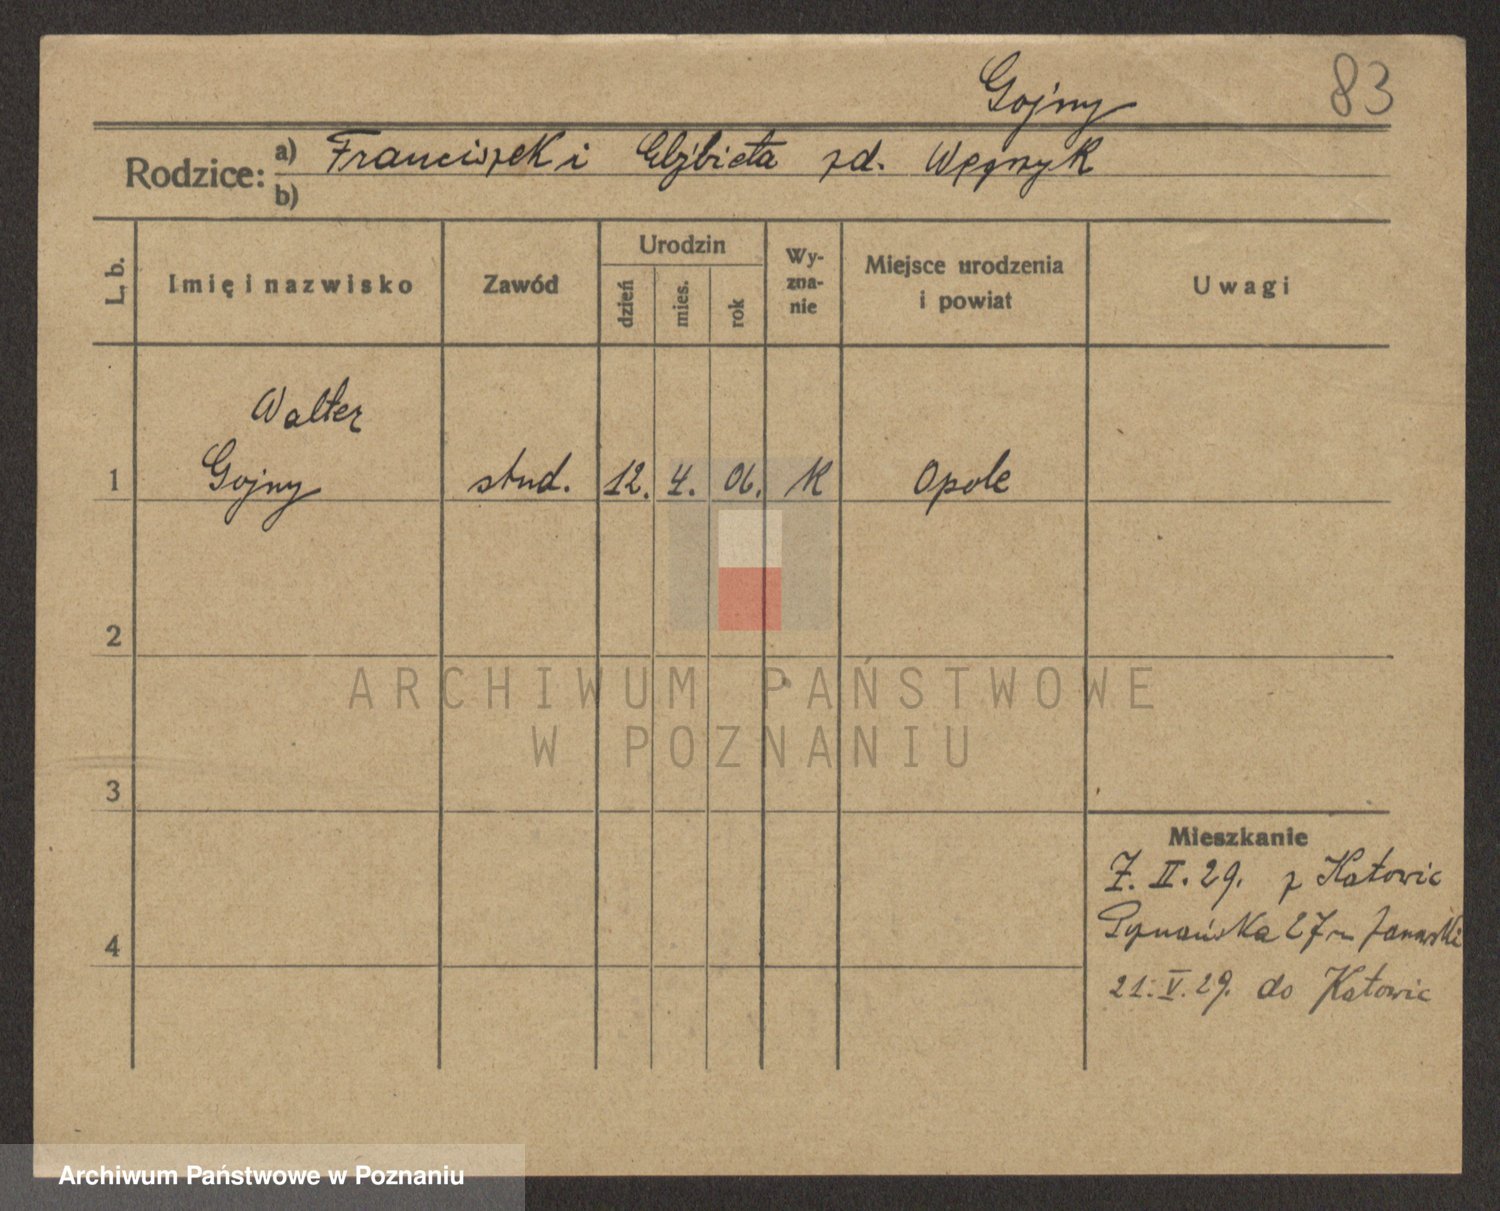 Gojny
83
Rodzice: a) Franciszek i Elżbieta zd. Węgrzyk
b)
L. b.
Imię i nazwisko
Zawód
Urodzin
dzień
mies.
rok
Wy-
zna-
nie
Miejsce urodzenia
i powiat
Uwagi
Walter
1 Gojny stud. 12. 4. 06. K Opole
2
3
4
Mieszkanie
7. II. 29. z Katowic
27
21. V. 29. do Katowic
ARCHIWUM PAŃSTWOWE
W POZNANIU
Archiwum Państwowe w Poznaniu